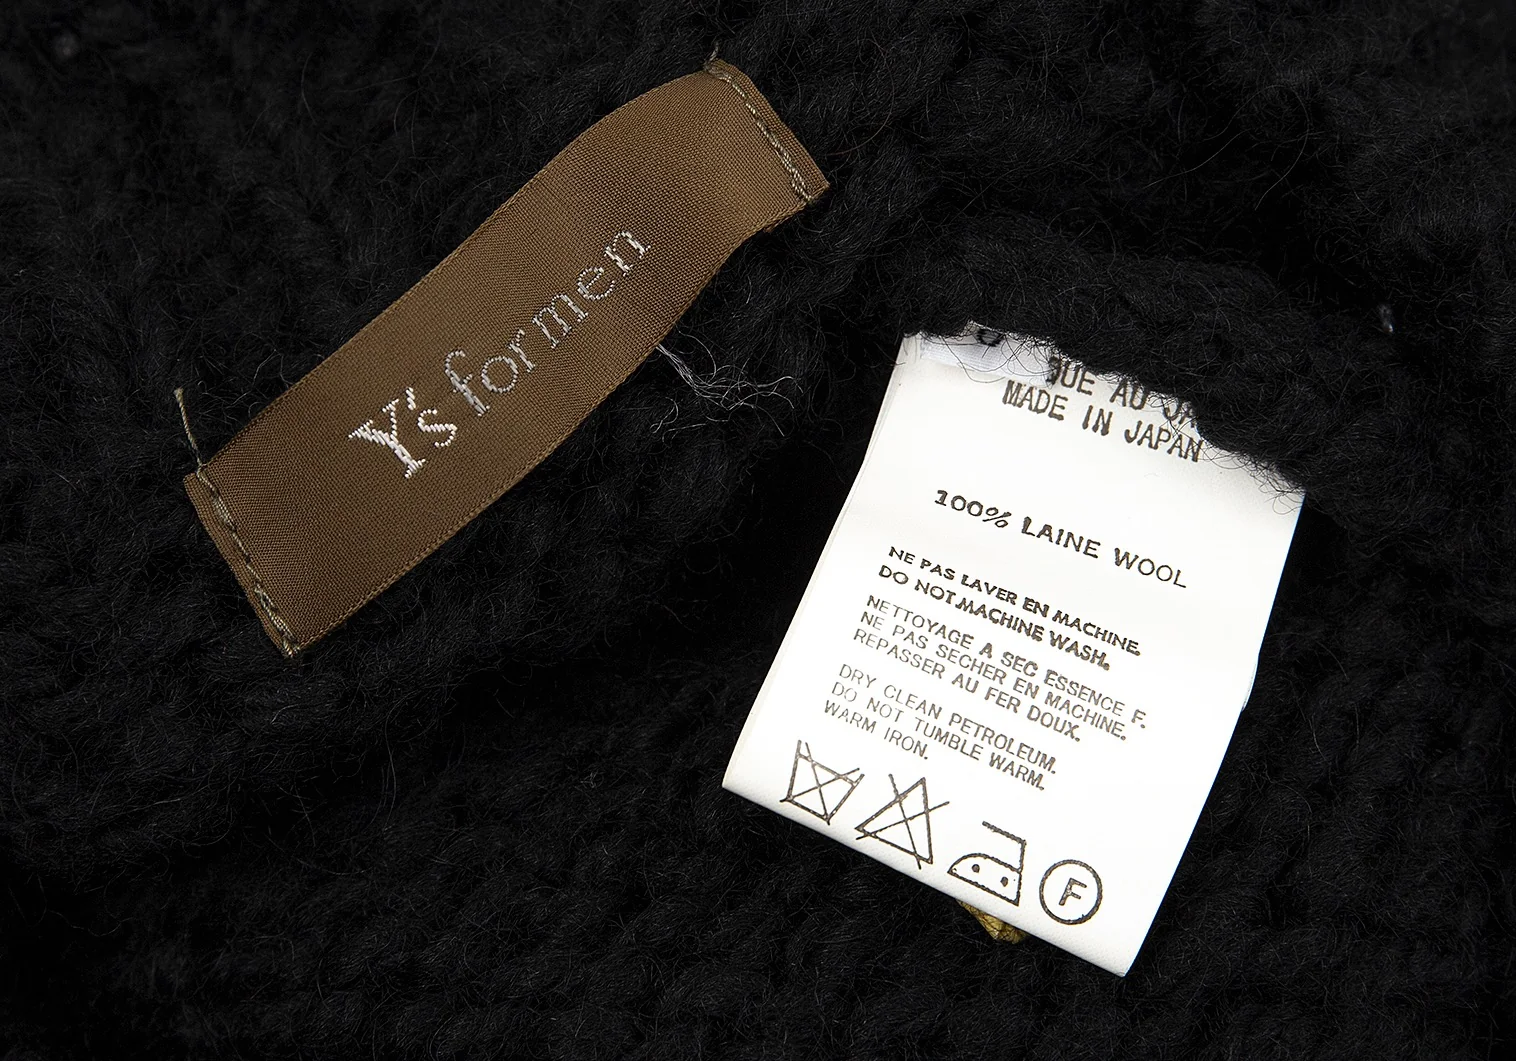 Y's for men
AU
MADE IN JAPAN
100% LAINE WOOL
NE PAS LAVER EN MACHINE.
DO NOT MACHINE WASH.
NETTOYAGE A SEC ESSENCE F.
NE PAS SECHER EN MACHINE.
REPASSER AU FER DOUX.
DRY CLEAN PETROLEUM.
DO NOT TUMBLE WARM.
WARM IRON.
F